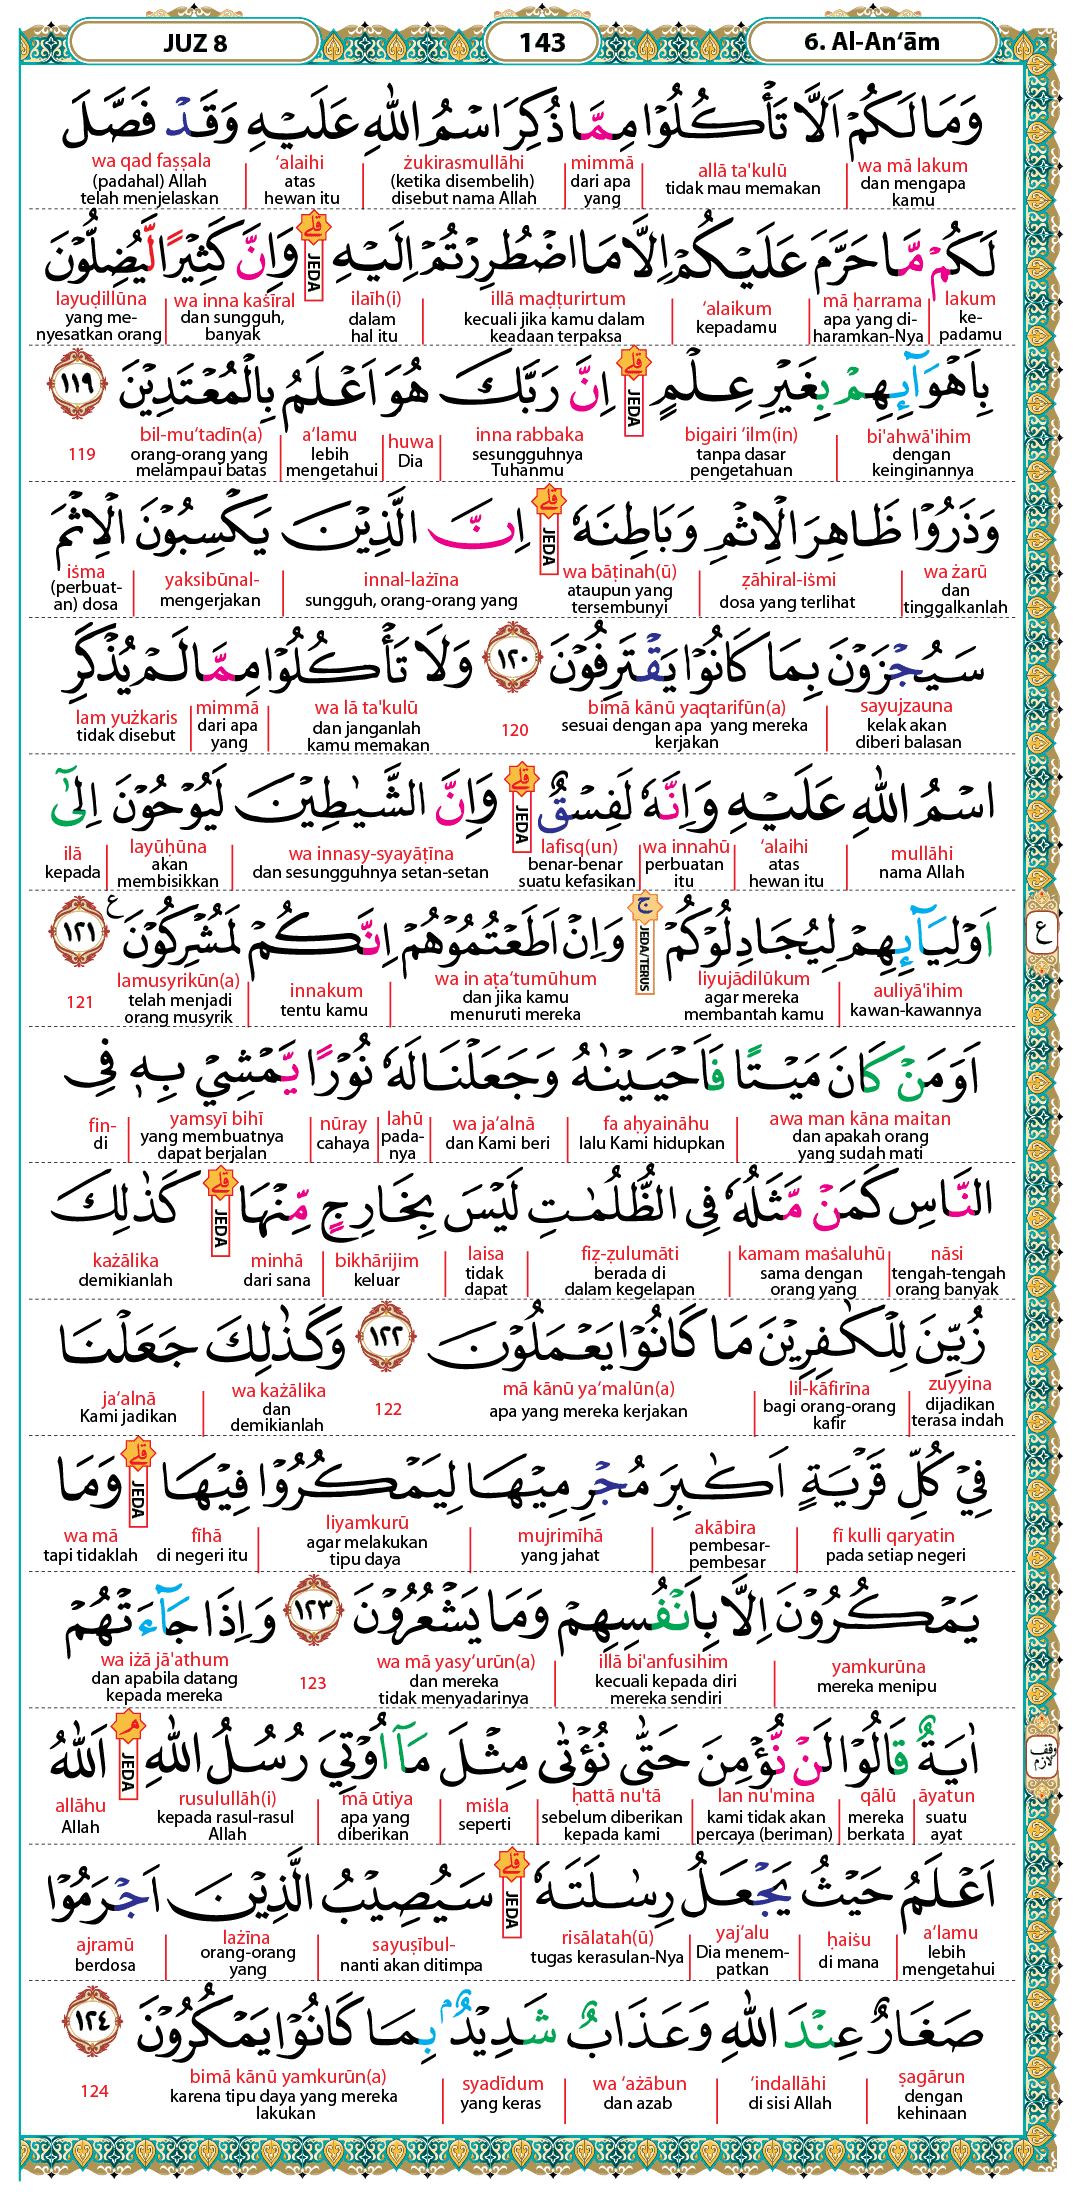 JUZ 8 143 6. Al-An‘ām
وَمَا لَكُمْ اَلَّا تَأْكُلُوْا مِمَّا ذُكِرَ اسْمُ اللّٰهِ عَلَيْهِ وَقَدْ فَصَّلَ
wa mā lakum allā ta'kulū mimmā żukirasmullāhi ‘alaihi wa qad faṣṣala
dan mengapa kamu tidak mau memakan dari apa yang (ketika disembelih) disebut nama Allah atas hewan itu (padahal) Allah telah menjelaskan
لَكُمْ مَّا حَرَّمَ عَلَيْكُمْ اِلَّا مَا اضْطُرِرْتُمْ اِلَيْهِ ۗ وَاِنَّ كَثِيْرًا لَّيُضِلُّوْنَ
JEDA
lakum mā ḥarrama ‘alaikum illā maḍṭurirtum ilaīh(i) wa inna kaṡīral layuḍillūna
ke-padamu apa yang di-haramkan-Nya kepadamu kecuali jika kamu dalam keadaan terpaksa dalam hal itu dan sungguh, banyak yang me-nyesatkan orang
بِاَهْوَاۤىِٕهِمْ بِغَيْرِ عِلْمٍ ۗ اِنَّ رَبَّكَ هُوَ اَعْلَمُ بِالْمُعْتَدِيْنَ ١١٩
JEDA
bi'ahwā'ihim bigairi ‘ilm(in) inna rabbaka huwa a‘lamu bil-mu‘tadīn(a) 119
dengan keinginannya tanpa dasar pengetahuan sesungguhnya Tuhanmu Dia lebih mengetahui orang-orang yang melampaui batas
وَذَرُوْا ظَاهِرَ الْاِثْمِ وَبَاطِنَهٗ ۗ اِنَّ الَّذِيْنَ يَكْسِبُوْنَ الْاِثْمَ
JEDA
wa żarū ẓāhiral-iṡmi wa bāṭinah(ū) innal-lażīna yaksibūnal- iṡma
dan tinggalkanlah dosa yang terlihat ataupun yang tersembunyi sungguh, orang-orang yang mengerjakan (perbuat-an) dosa
سَيُجْزَوْنَ بِمَا كَانُوْا يَقْتَرِفُوْنَ ١٢٠ وَلَا تَأْكُلُوْا مِمَّا لَمْ يُذْكَرِ
sayujzauna bimā kānū yaqtarifūn(a) 120 wa lā ta'kulū mimmā lam yużkaris
kelak akan diberi balasan sesuai dengan apa yang mereka kerjakan dan janganlah kamu memakan dari apa yang tidak disebut
اسْمُ اللّٰهِ عَلَيْهِ وَاِنَّهٗ لَفِسْقٌ ۗ وَاِنَّ الشَّيٰطِيْنَ لَيُوْحُوْنَ اِلٰٓى
JEDA
mullāhi ‘alaihi wa innahū lafisq(un) wa innasy-syayāṭīna layūḥūna ilā
nama Allah atas hewan itu perbuatan itu benar-benar suatu kefasikan dan sesungguhnya setan-setan akan membisikkan kepada
اَوْلِيَاۤىِٕهِمْ لِيُجَادِلُوْكُمْ ۚ وَاِنْ اَطَعْتُمُوْهُمْ اِنَّكُمْ لَمُشْرِكُوْنَ ࣖ ١٢١ ع
JEDA/TERUS
auliyā'ihim liyujādilūkum wa in aṭa‘tumūhum innakum lamusyrikūn(a) 121
kawan-kawannya agar mereka membantah kamu dan jika kamu menuruti mereka tentu kamu telah menjadi orang musyrik
اَوَمَنْ كَانَ مَيْتًا فَاَحْيَيْنٰهُ وَجَعَلْنَا لَهٗ نُوْرًا يَّمْشِيْ بِهٖ فِى
awa man kāna maitan fa aḥyaināhu wa ja‘alnā lahū nūray yamsyī bihī fin-
dan apakah orang yang sudah mati lalu Kami hidupkan dan Kami beri pada-nya cahaya yang membuatnya dapat berjalan di
النَّاسِ كَمَنْ مَّثَلُهٗ فِى الظُّلُمٰتِ لَيْسَ بِخَارِجٍ مِّنْهَا ۗ كَذٰلِكَ
JEDA
nāsi kamam maṡaluhū fiẓ-ẓulumāti laisa bikhārijim minhā każālika
tengah-tengah orang banyak sama dengan orang yang berada di dalam kegelapan tidak dapat keluar dari sana demikianlah
زُيِّنَ لِلْكٰفِرِيْنَ مَا كَانُوْا يَعْمَلُوْنَ ١٢٢ وَكَذٰلِكَ جَعَلْنَا
zuyyina lil-kāfirīna mā kānū ya‘malūn(a) 122 wa każālika ja‘alnā
dijadikan terasa indah bagi orang-orang kafir apa yang mereka kerjakan dan demikianlah Kami jadikan
فِيْ كُلِّ قَرْيَةٍ اَكٰبِرَ مُجْرِمِيْهَا لِيَمْكُرُوْا فِيْهَا ۗ وَمَا
JEDA
fī kulli qaryatin akābira mujrimīhā liyamkurū fīhā wa mā
pada setiap negeri pembesar-pembesar yang jahat agar melakukan tipu daya di negeri itu tapi tidaklah
يَمْكُرُوْنَ اِلَّا بِاَنْفُسِهِمْ وَمَا يَشْعُرُوْنَ ١٢٣ وَاِذَا جَاۤءَتْهُمْ
yamkurūna illā bi'anfusihim wa mā yasy‘urūn(a) 123 wa iżā jā'athum
mereka menipu kecuali kepada diri mereka sendiri dan mereka tidak menyadarinya dan apabila datang kepada mereka
اٰيَةٌ قَالُوْا لَنْ نُّؤْمِنَ حَتّٰى نُؤْتٰى مِثْلَ مَآ اُوْتِيَ رُسُلُ اللّٰهِ ۘ اَللّٰهُ وقف لازم
JEDA
āyatun qālū lan nu'mina ḥattā nu'tā miṡla mā ūtiya rusulullāh(i) allāhu
suatu ayat mereka berkata kami tidak akan percaya (beriman) sebelum diberikan kepada kami seperti apa yang diberikan kepada rasul-rasul Allah Allah
اَعْلَمُ حَيْثُ يَجْعَلُ رِسٰلَتَهٗ ۗ سَيُصِيْبُ الَّذِيْنَ اَجْرَمُوْا
JEDA
a‘lamu ḥaiṡu yaj‘alu risālatah(ū) sayuṣībul- lażīna ajramū
lebih mengetahui di mana Dia menem-patkan tugas kerasulan-Nya nanti akan ditimpa orang-orang yang berdosa
صَغَارٌ عِنْدَ اللّٰهِ وَعَذَابٌ شَدِيْدٌۢ بِمَا كَانُوْا يَمْكُرُوْنَ ١٢٤
ṣagārun ‘indallāhi wa ‘ażābun syadīdum bimā kānū yamkurūn(a) 124
dengan kehinaan di sisi Allah dan azab yang keras karena tipu daya yang mereka lakukan